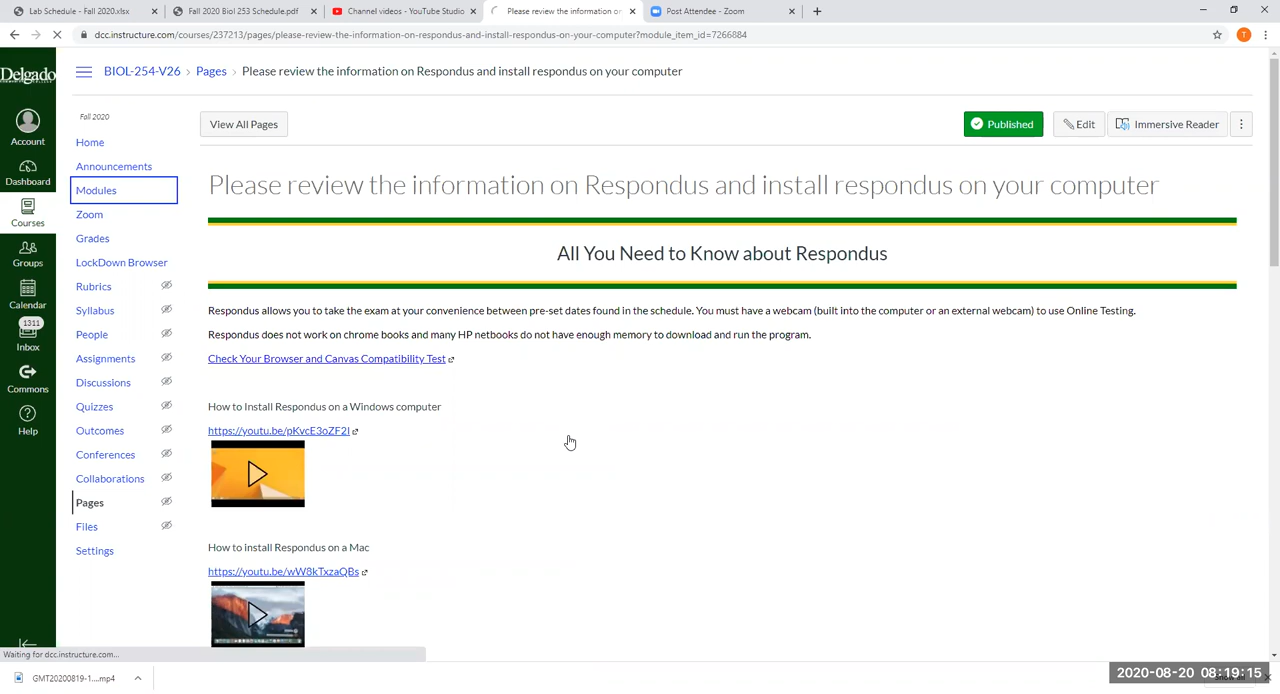 Lab Schedule - Fall 2020.xlsx
Fall 2020 Biol 253 Schedule.pdf
Channel videos - YouTube Studio
Please review the information on
Post Attendee - Zoom
dcc.instructure.com/courses/237213/pages/please-review-the-information-on-respondus-and-install-respondus-on-your-computer?module_item_id=7266884
T
Delgado
BIOL-254-V26 › Pages › Please review the information on Respondus and install respondus on your computer
Account
Dashboard
Courses
Groups
Calendar
1311
Inbox
Commons
Help
Fall 2020
Home
Announcements
Modules
Zoom
Grades
LockDown Browser
Rubrics
Syllabus
People
Assignments
Discussions
Quizzes
Outcomes
Conferences
Collaborations
Pages
Files
Settings
View All Pages
Published
Edit
Immersive Reader
Please review the information on Respondus and install respondus on your computer
All You Need to Know about Respondus
Respondus allows you to take the exam at your convenience between pre-set dates found in the schedule. You must have a webcam (built into the computer or an external webcam) to use Online Testing.
Respondus does not work on chrome books and many HP netbooks do not have enough memory to download and run the program.
Check Your Browser and Canvas Compatibility Test
How to Install Respondus on a Windows computer
https://youtu.be/pKvcE3oZF2I
How to install Respondus on a Mac
https://youtu.be/wW8kTxzaQBs
Waiting for dcc.instructure.com...
GMT20200819-1....mp4
2020-08-20 08:19:15